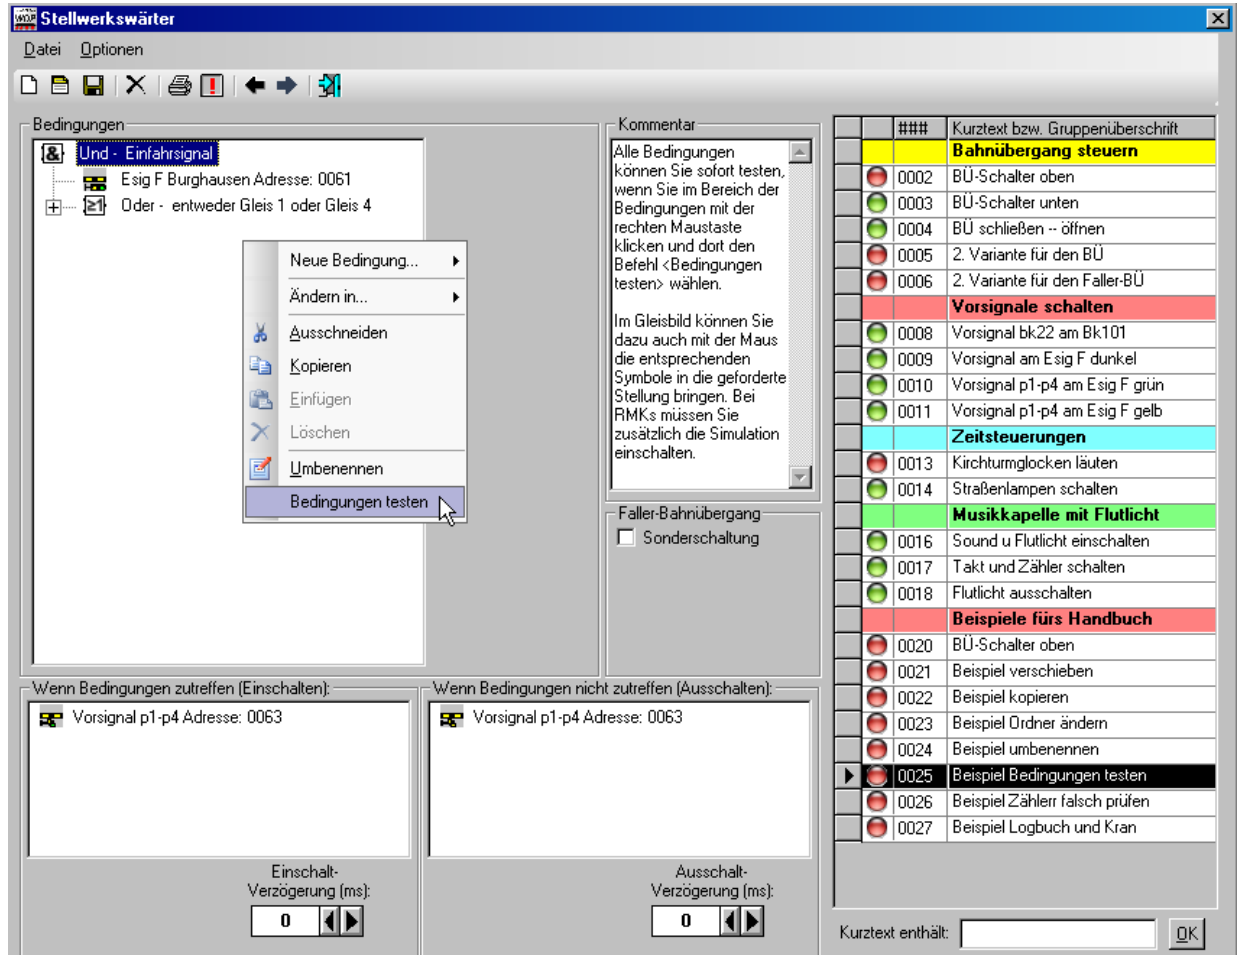 Stellwerkswärter
Datei Optionen
Bedingungen
Und - Einfahrsignal
Esig F Burghausen Adresse: 0061
Oder - entweder Gleis 1 oder Gleis 4
Neue Bedingung...
Ändern in...
Ausschneiden
Kopieren
Einfügen
Löschen
Umbenennen
Bedingungen testen
Kommentar
Alle Bedingungen
können Sie sofort testen,
wenn Sie im Bereich der
Bedingungen mit der
rechten Maustaste
klicken und dort den
Befehl <Bedingungen
testen> wählen.
Im Gleisbild können Sie
dazu auch mit der Maus
die entsprechenden
Symbole in die geforderte
Stellung bringen. Bei
RMKs müssen Sie
zusätzlich die Simulation
einschalten.
Faller-Bahnübergang
Sonderschaltung
Wenn Bedingungen zutreffen (Einschalten):
Vorsignal p1-p4 Adresse: 0063
Einschalt-
Verzögerung (ms):
0
Wenn Bedingungen nicht zutreffen (Ausschalten):
Vorsignal p1-p4 Adresse: 0063
Ausschalt-
Verzögerung (ms):
0
### Kurztext bzw. Gruppenüberschrift
Bahnübergang steuern
0002 BÜ-Schalter oben
0003 BÜ-Schalter unten
0004 BÜ schließen -- öffnen
0005 2. Variante für den BÜ
0006 2. Variante für den Faller-BÜ
Vorsignale schalten
0008 Vorsignal bk22 am Bk101
0009 Vorsignal am Esig F dunkel
0010 Vorsignal p1-p4 am Esig F grün
0011 Vorsignal p1-p4 am Esig F gelb
Zeitsteuerungen
0013 Kirchturmglocken läuten
0014 Straßenlampen schalten
Musikkapelle mit Flutlicht
0016 Sound u Flutlicht einschalten
0017 Takt und Zähler schalten
0018 Flutlicht ausschalten
Beispiele fürs Handbuch
0020 BÜ-Schalter oben
0021 Beispiel verschieben
0022 Beispiel kopieren
0023 Beispiel Ordner ändern
0024 Beispiel umbenennen
0025 Beispiel Bedingungen testen
0026 Beispiel Zählerr falsch prüfen
0027 Beispiel Logbuch und Kran
Kurztext enthält:
OK